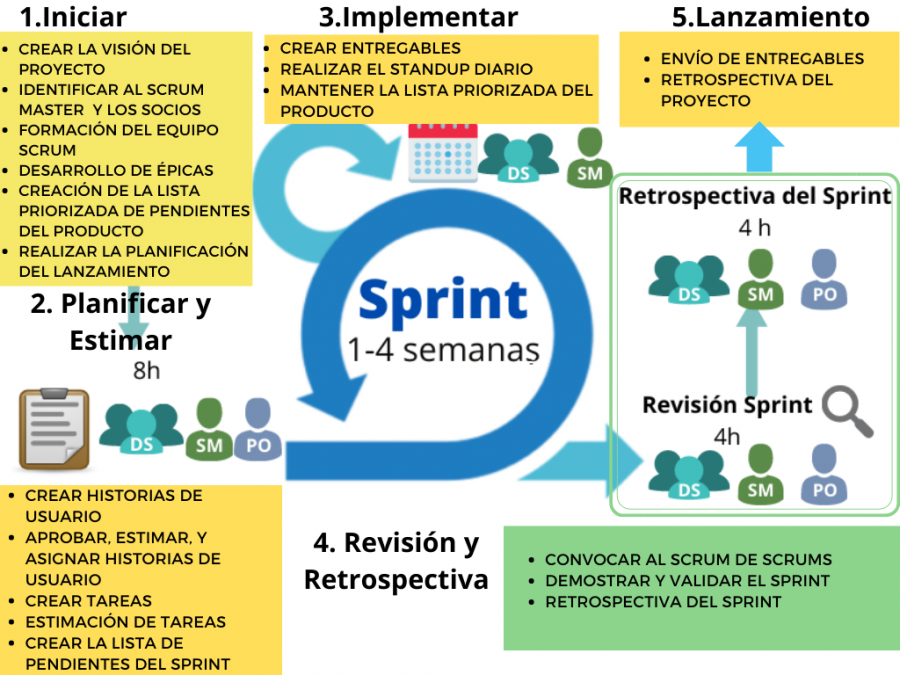 1.Iniciar
• CREAR LA VISIÓN DEL
PROYECTO
• IDENTIFICAR AL SCRUM
MASTER Y LOS SOCIOS
• FORMACIÓN DEL EQUIPO
SCRUM
• DESARROLLO DE ÉPICAS
• CREACIÓN DE LA LISTA
PRIORIZADA DE PENDIENTES
DEL PRODUCTO
• REALIZAR LA PLANIFICACIÓN
DEL LANZAMIENTO
2. Planificar y
Estimar
8h
DS SM PO
• CREAR HISTORIAS DE
USUARIO
• APROBAR, ESTIMAR, Y
ASIGNAR HISTORIAS DE
USUARIO
• CREAR TAREAS
• ESTIMACIÓN DE TAREAS
• CREAR LA LISTA DE
PENDIENTES DEL SPRINT
3.Implementar
• CREAR ENTREGABLES
• REALIZAR EL STANDUP DIARIO
• MANTENER LA LISTA PRIORIZADA DEL
PRODUCTO
DS SM
Sprint
1-4 semanas
4. Revisión y
Retrospectiva
• CONVOCAR AL SCRUM DE SCRUMS
• DEMOSTRAR Y VALIDAR EL SPRINT
• RETROSPECTIVA DEL SPRINT
5.Lanzamiento
• ENVÍO DE ENTREGABLES
• RETROSPECTIVA DEL
PROYECTO
Retrospectiva del Sprint
4 h
DS SM PO
Revisión Sprint
4h
DS SM PO